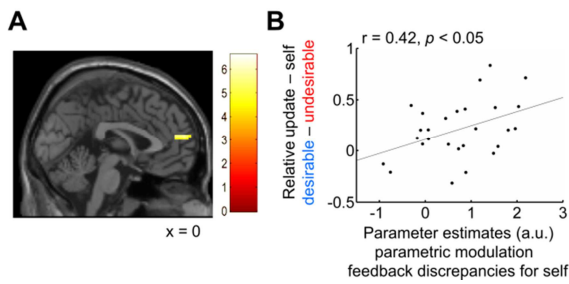 A
6
5
4
3
2
1
0
x = 0
B
r = 0.42, p < 0.05
Relative update – self
desirable – undesirable
1
0.5
0
-0.5
-1
0
1
2
3
Parameter estimates (a.u.)
parametric modulation
feedback discrepancies for self